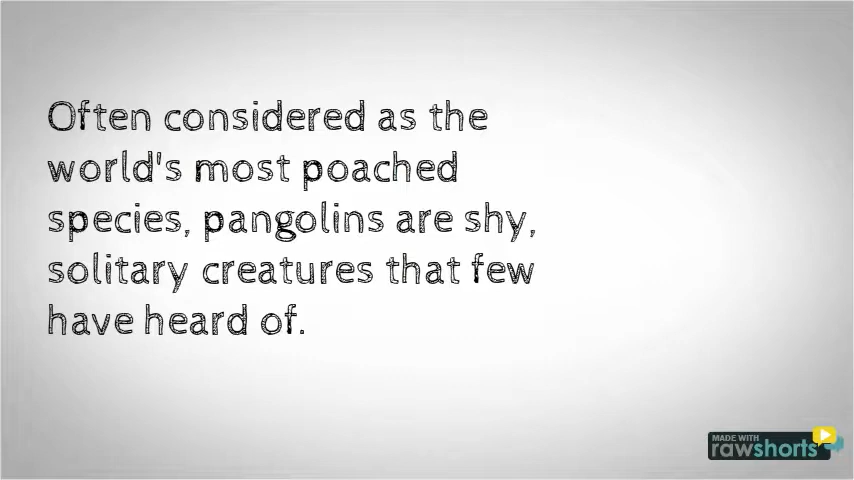 Often considered as the
world's most poached
species, pangolins are shy,
solitary creatures that few
have heard of.
MADE WITH
rawshorts